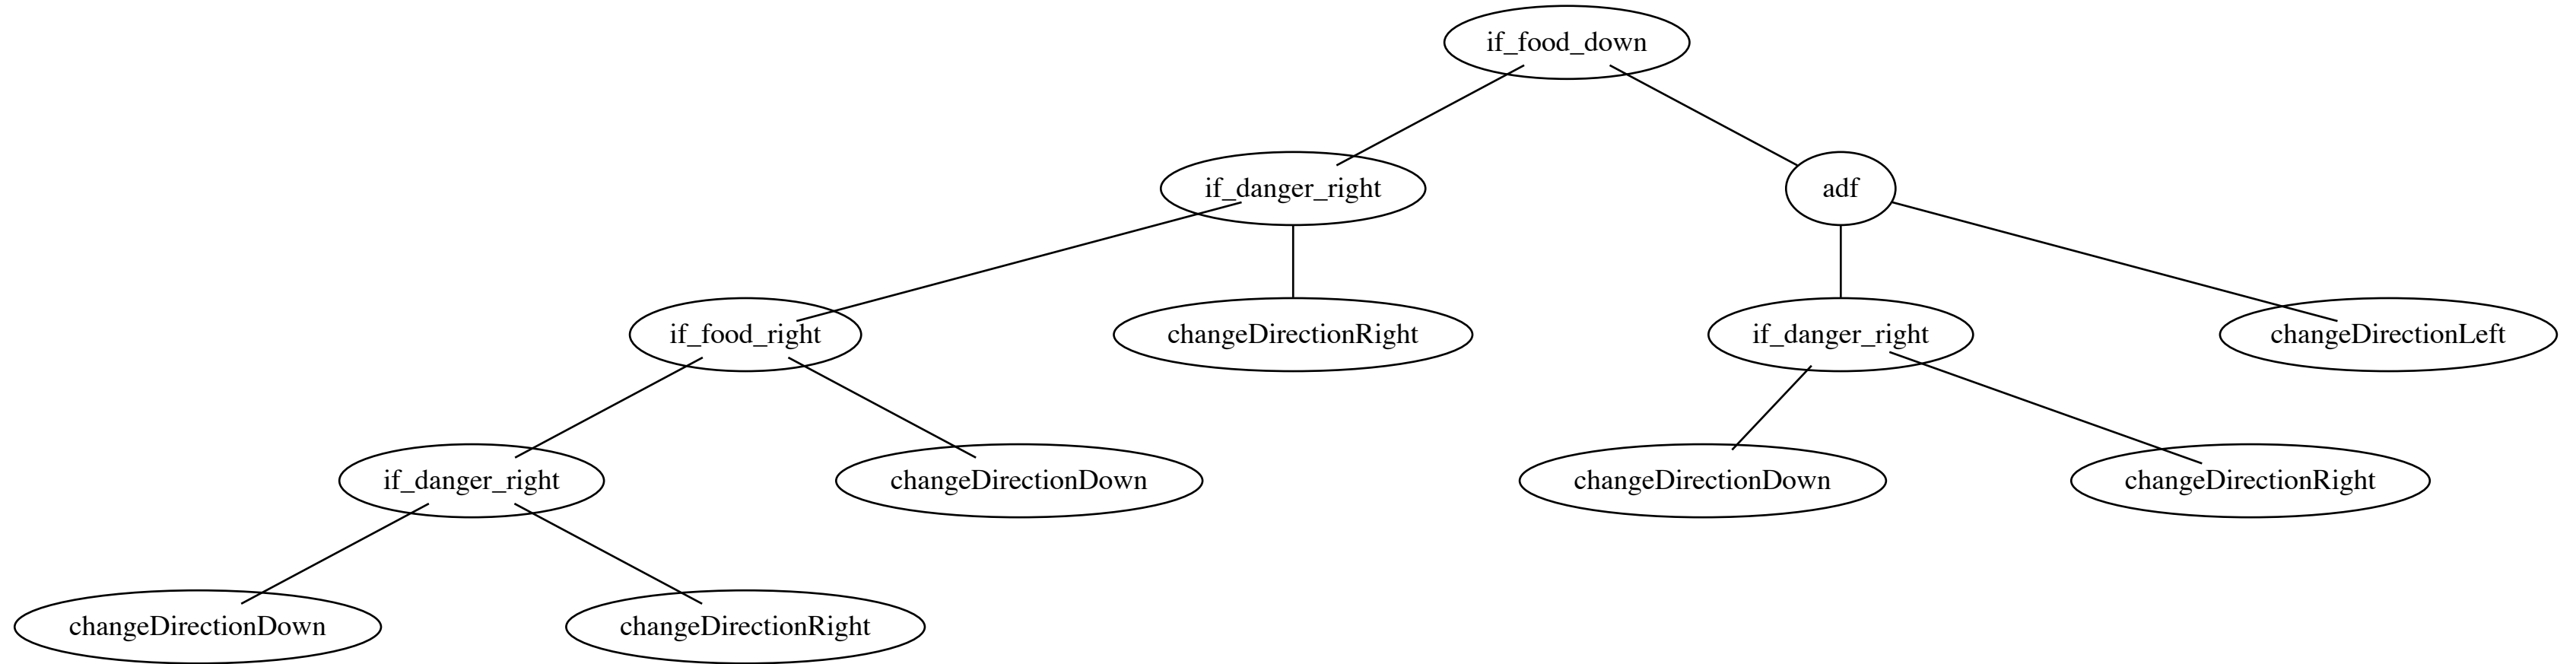 if_food_down
if_danger_right
adf
if_food_right
changeDirectionRight
if_danger_right
changeDirectionLeft
if_danger_right
changeDirectionDown
changeDirectionDown
changeDirectionRight
changeDirectionDown
changeDirectionRight